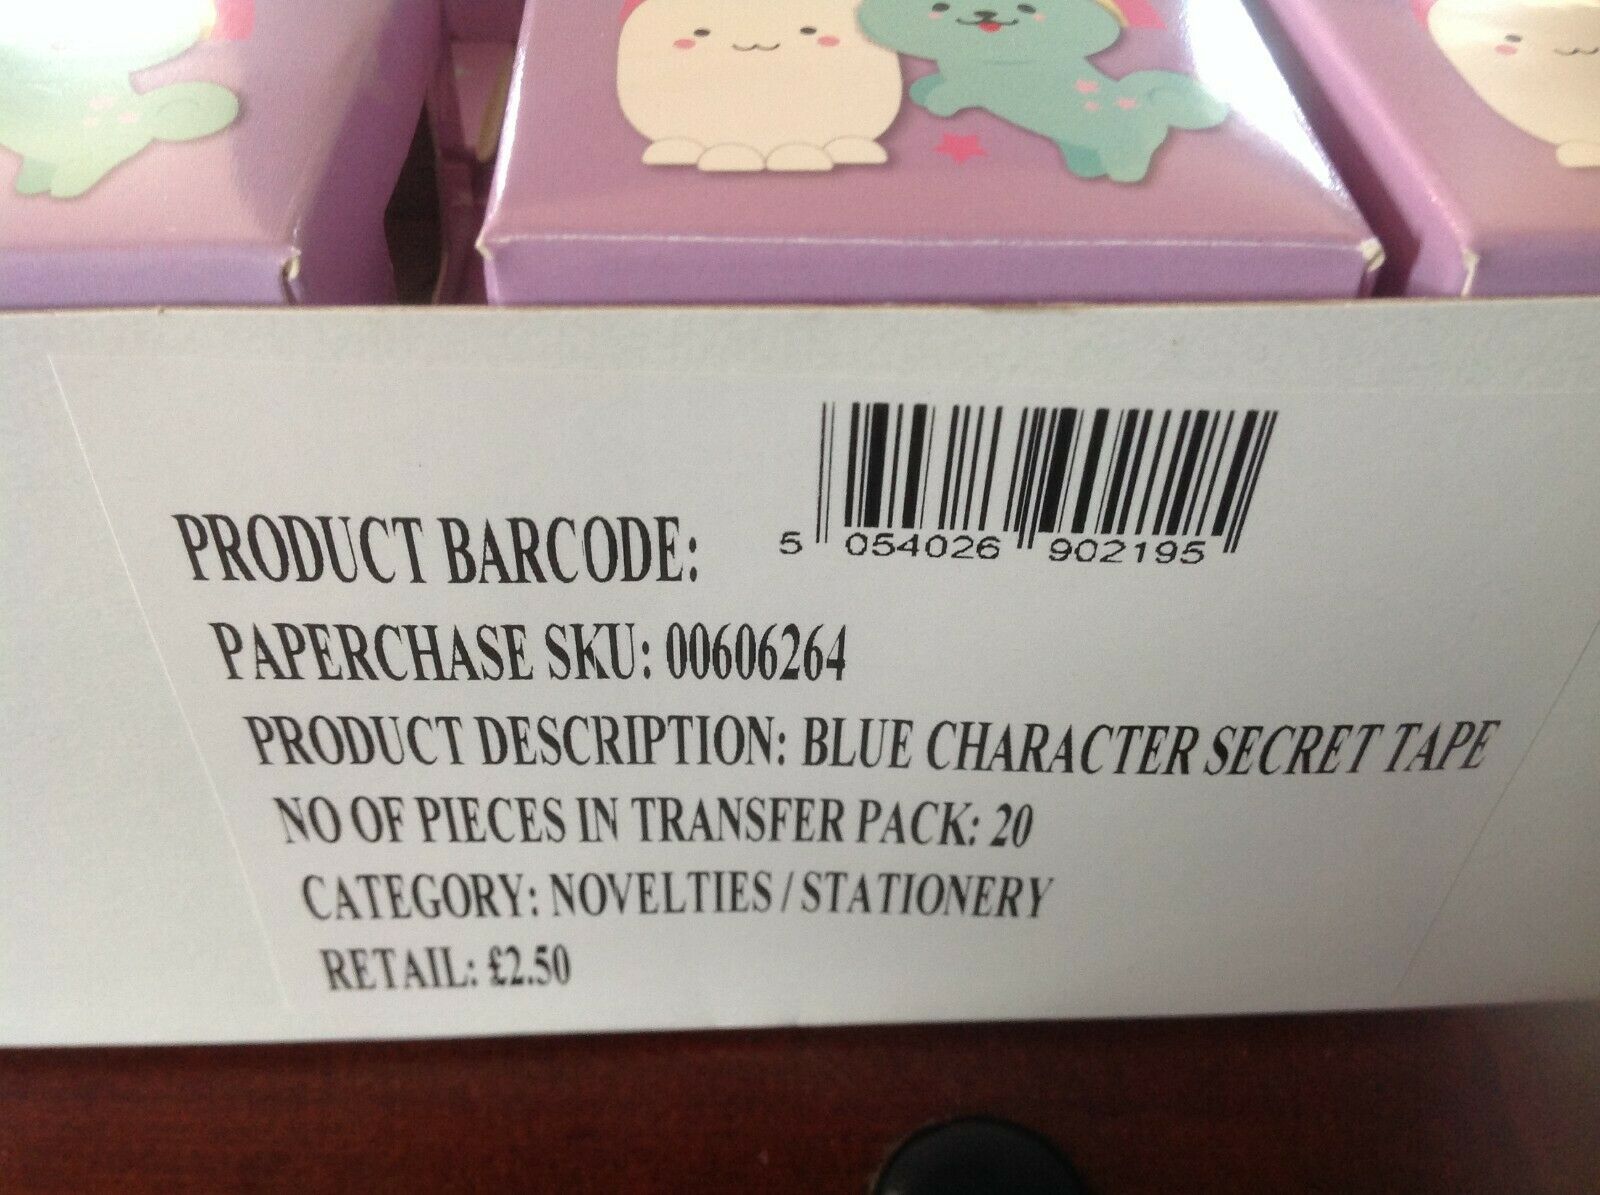 PRODUCT BARCODE: 5 054026 902195
PAPERCHASE SKU: 00606264
PRODUCT DESCRIPTION: BLUE CHARACTER SECRET TAPE
NO OF PIECES IN TRANSFER PACK: 20
CATEGORY: NOVELTIES / STATIONERY
RETAIL: £2.50